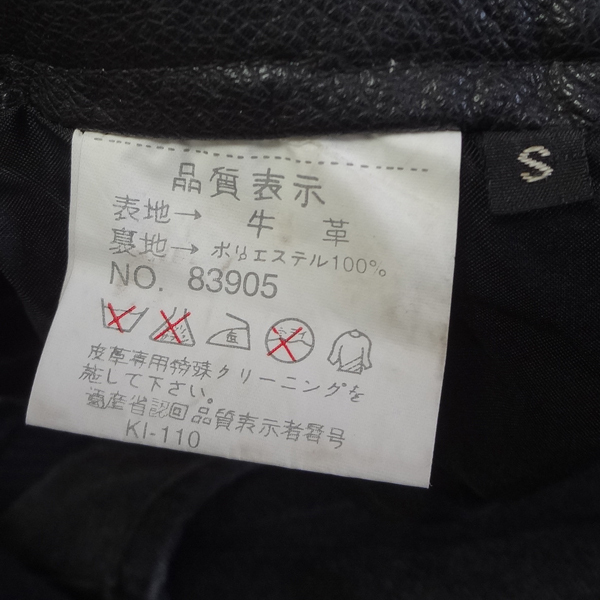 品質表示
表地→ 牛 革
裏地→ ポリエステル100%
NO. 83905
皮革専用特殊クリーニングを
施して下さい。
通産省認可品質表示者番号
KI-110
S